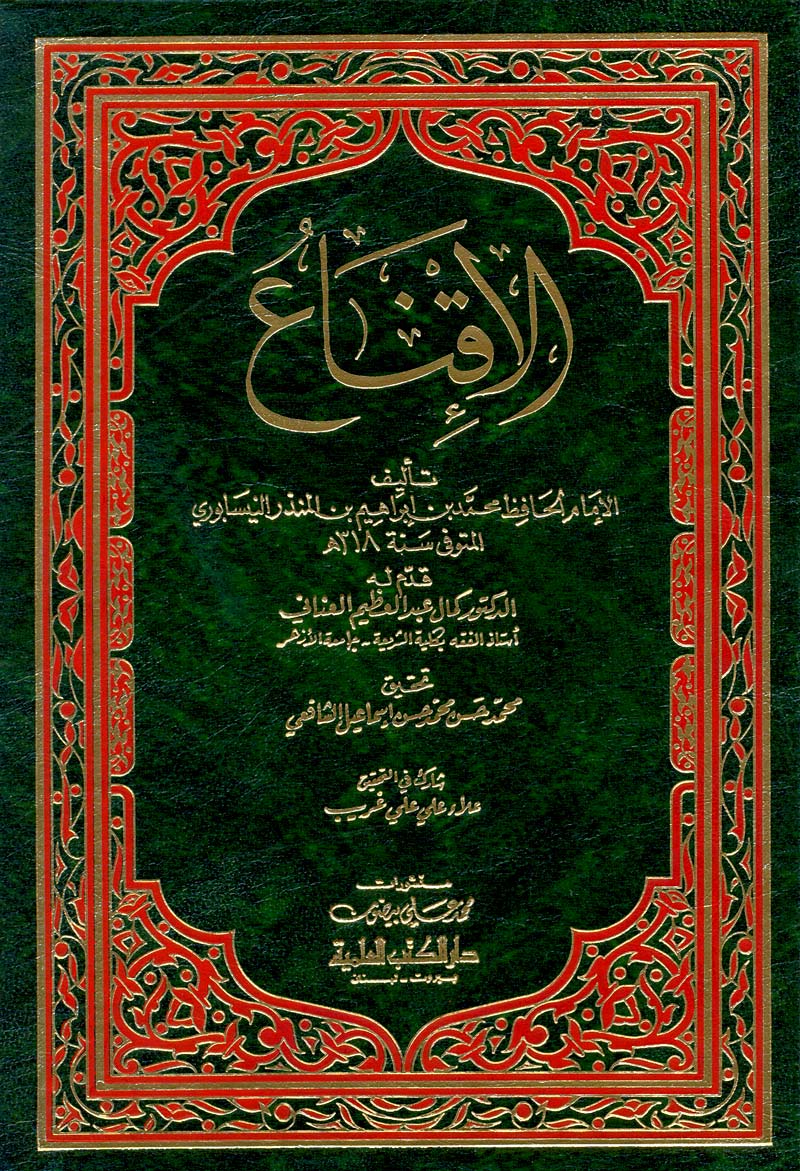 الإقناع
تأليف
الإمام الحافظ محمد بن إبراهيم بن المنذر النيسابوري
المتوفى سنة ٣١٨هـ
قدم له
الدكتور كمال عبد العظيم العناني
أستاذ الفقه بكلية الشريعة - جامعة الأزهر
تحقيق
محمد حسن محمد حسن إسماعيل الشافعي
شارك في التحقيق
علاء علي علي غريب
منشورات
محمد علي بيضون
دار الكتب العلمية
بيروت - لبنان